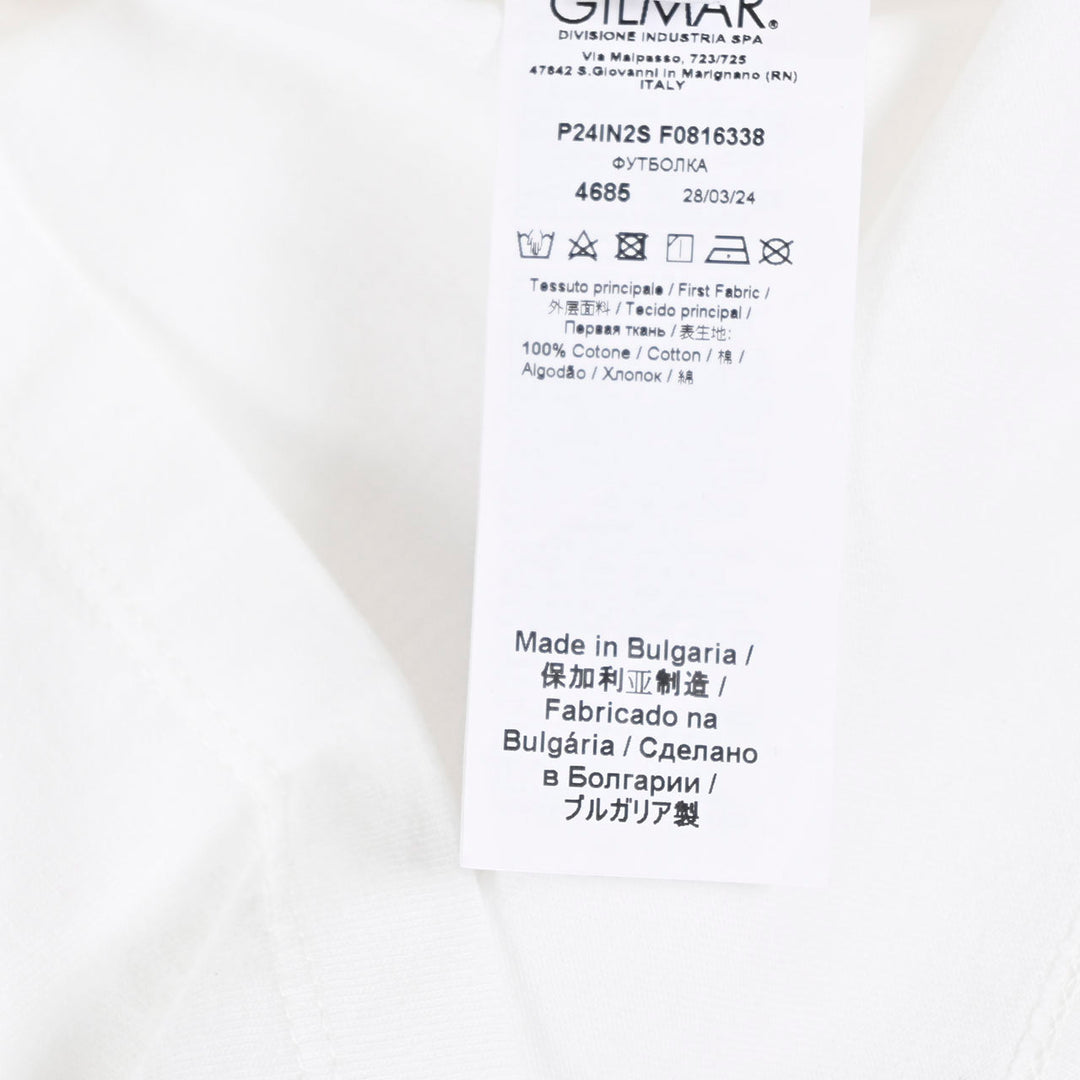 GILMAR®
DIVISIONE INDUSTRIA SPA
Via Malpasso, 723/725
47842 S.Giovanni in Marignano (RN)
ITALY
P24IN2S F0816338
ФУТБОЛКА
4685 28/03/24
Tessuto principale / First Fabric /
外层面料 / Tecido principal /
Первая ткань / 表生地:
100% Cotone / Cotton / 棉 /
Algodão / Хлопок / 綿
Made in Bulgaria /
保加利亚制造 /
Fabricado na
Bulgária / Сделано
в Болгарии /
ブルガリア製